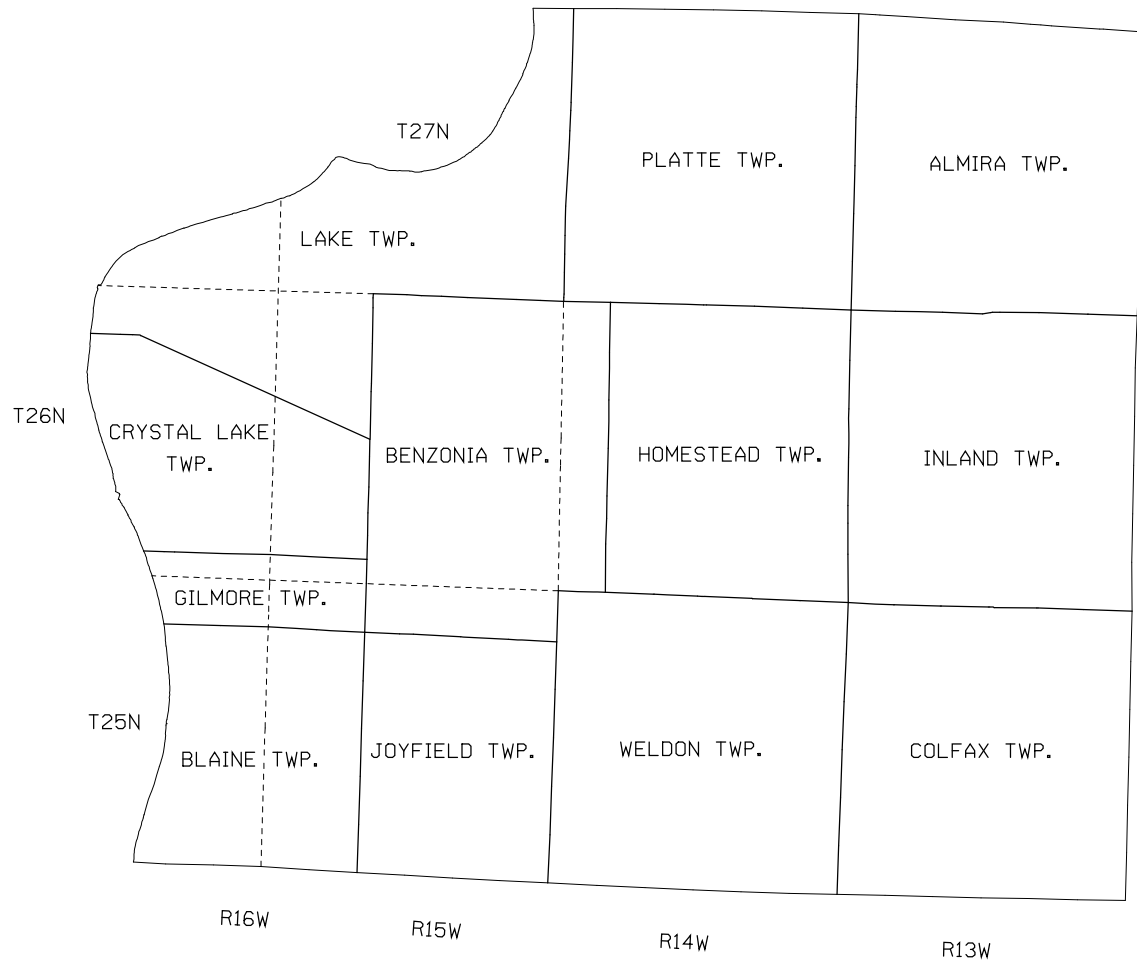 T27N
PLATTE TWP.
ALMIRA TWP.
LAKE TWP.
T26N
CRYSTAL LAKE
TWP.
BENZONIA TWP.
HOMESTEAD TWP.
INLAND TWP.
GILMORE TWP.
T25N
BLAINE TWP.
JOYFIELD TWP.
WELDON TWP.
COLFAX TWP.
R16W
R15W
R14W
R13W